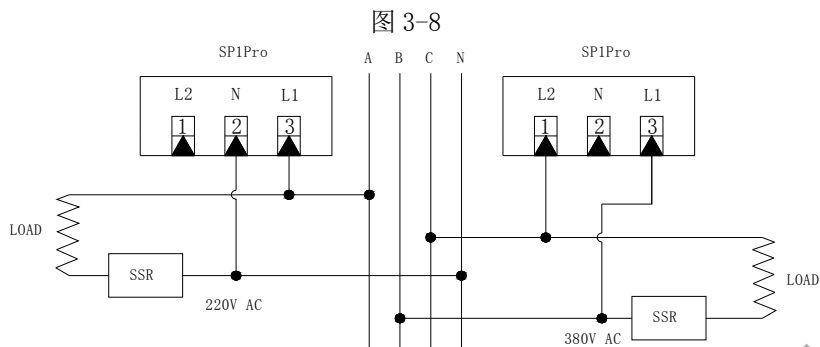 图 3-8
SP1Pro
A B C N
SP1Pro
L2 N L1
1 2 3
L2 N L1
1 2 3
LOAD
SSR
220V AC
LOAD
SSR
380V AC